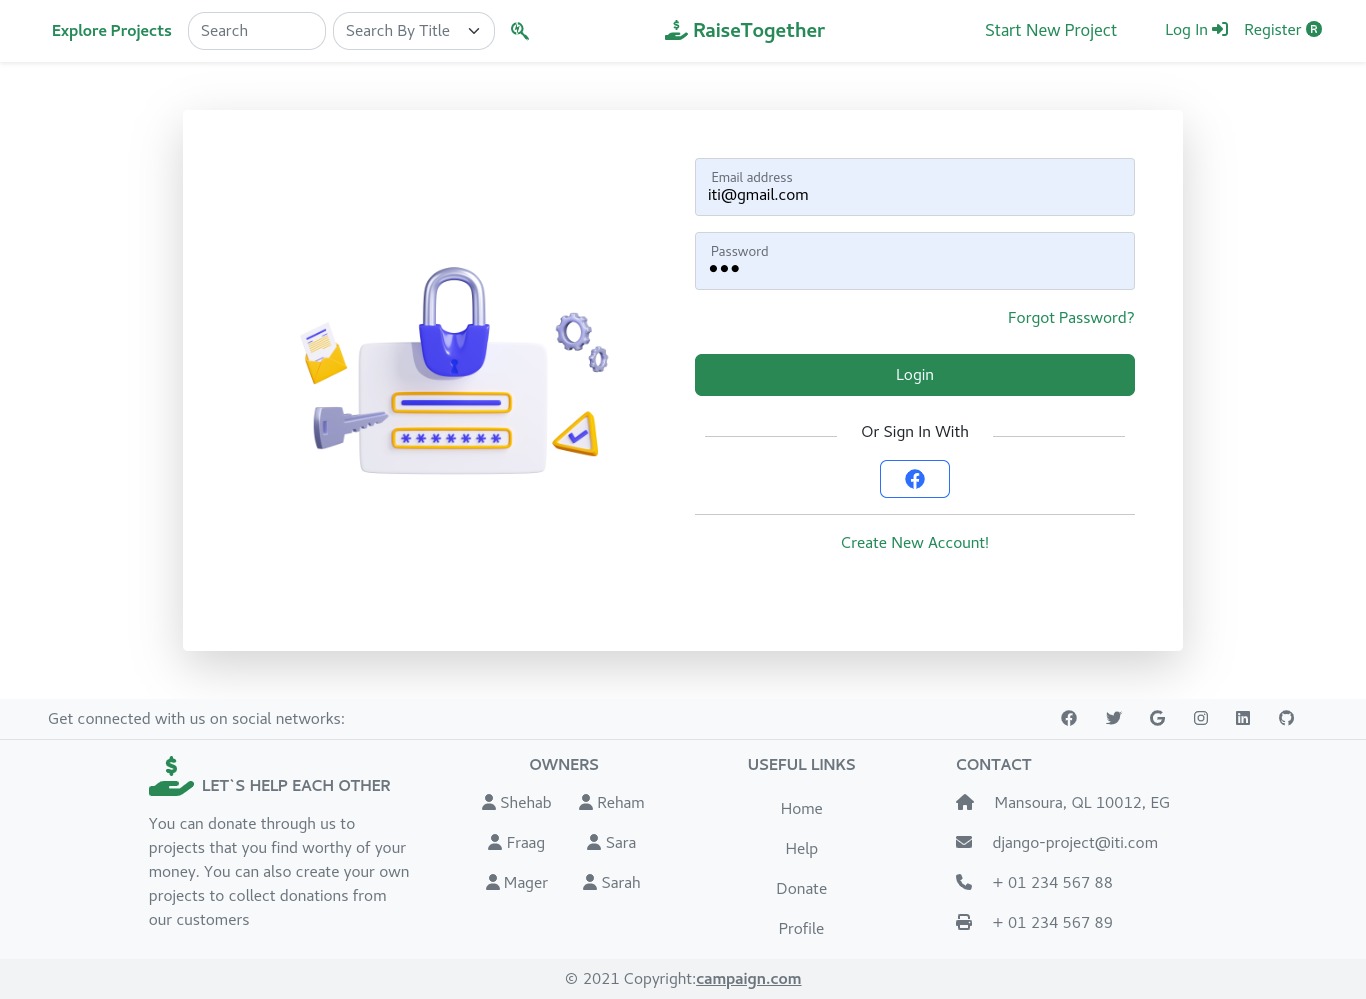 Explore Projects
Search
Search By Title
RaiseTogether
Start New Project
Log In
Register R
Email address
iti@gmail.com
Password
●●●
Forgot Password?
Login
Or Sign In With
Create New Account!
Get connected with us on social networks:
LET`S HELP EACH OTHER
You can donate through us to
projects that you find worthy of your
money. You can also create your own
projects to collect donations from
our customers
OWNERS
Shehab
Reham
Fraag
Sara
Mager
Sarah
USEFUL LINKS
Home
Help
Donate
Profile
CONTACT
Mansoura, QL 10012, EG
django-project@iti.com
+ 01 234 567 88
+ 01 234 567 89
© 2021 Copyright:campaign.com